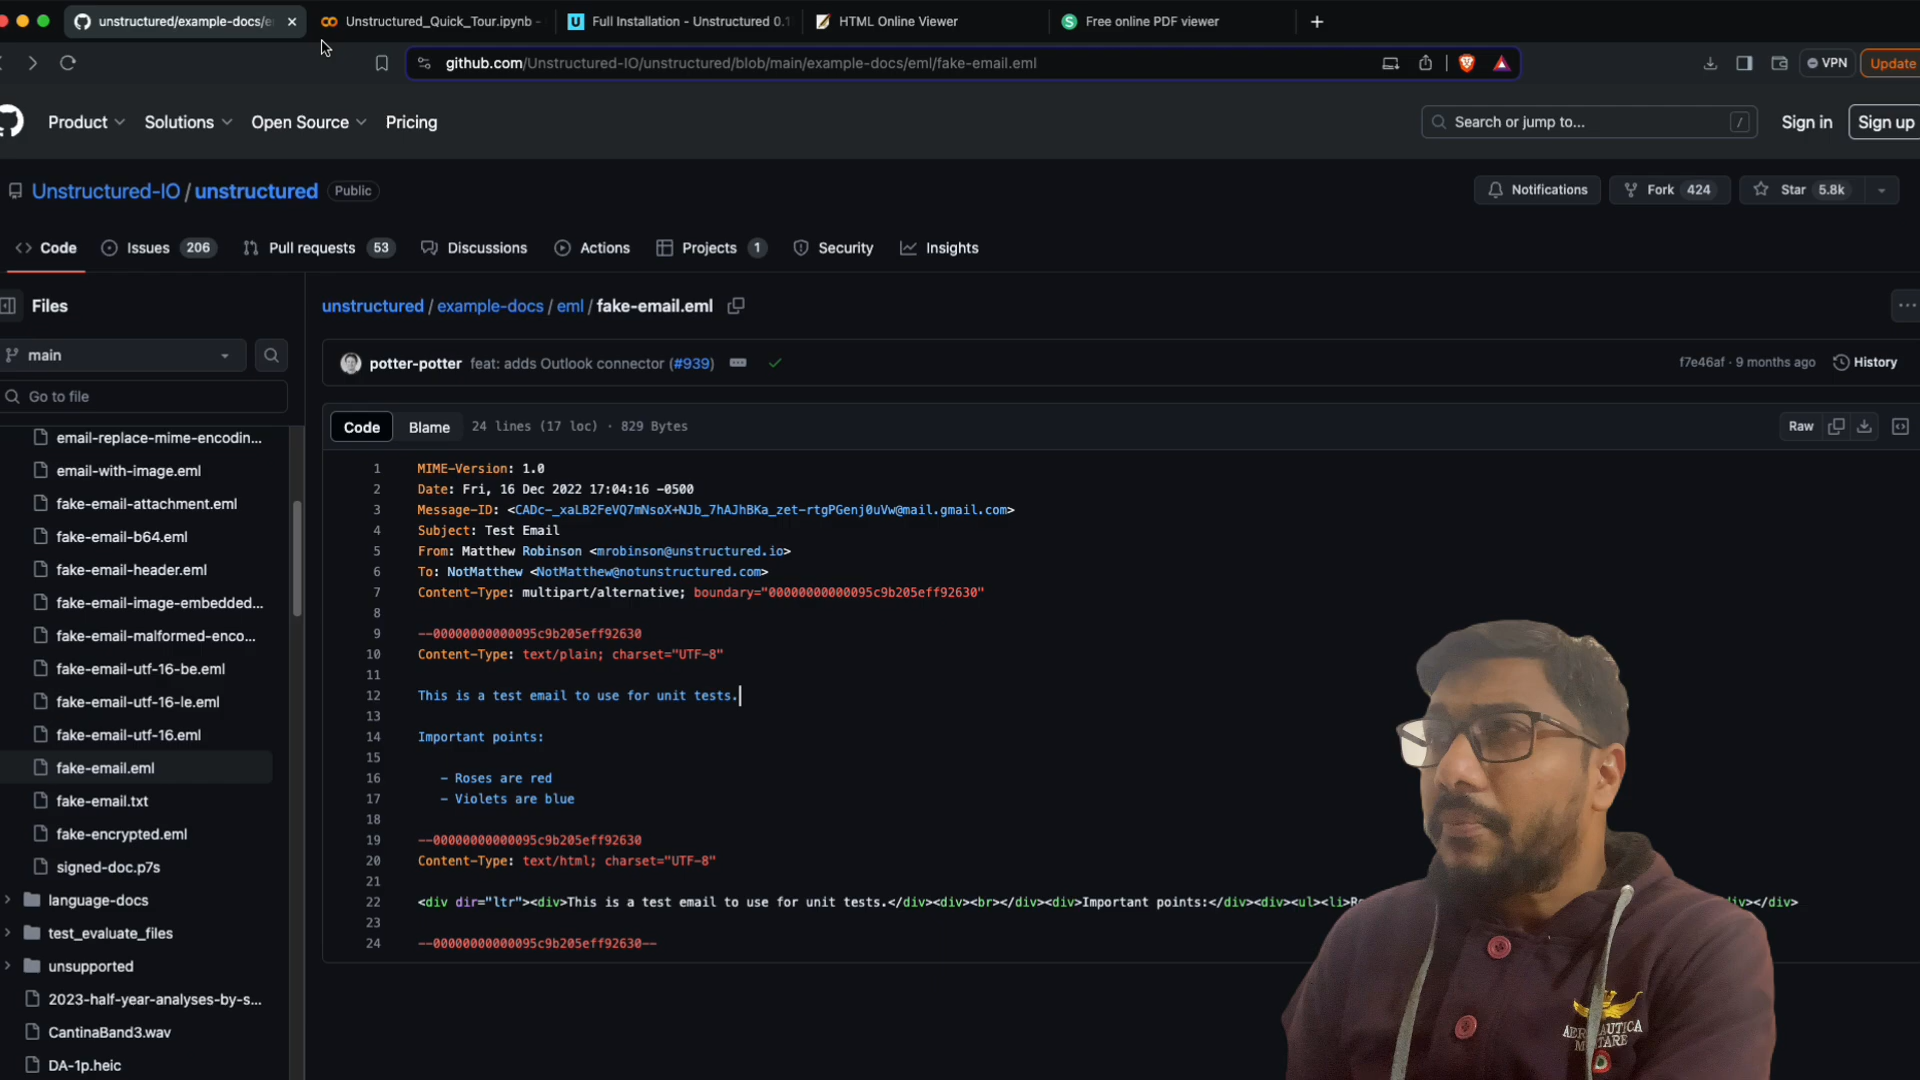 unstructured/example-docs/e
Unstructured_Quick_Tour.ipynb -
Full Installation - Unstructured 0.1
HTML Online Viewer
Free online PDF viewer
github.com/Unstructured-IO/unstructured/blob/main/example-docs/eml/fake-email.eml
VPN
Update
Product
Solutions
Open Source
Pricing
Search or jump to...
/
Sign in
Sign up
Unstructured-IO / unstructured
Public
Notifications
Fork 424
Star 5.8k
Code
Issues 206
Pull requests 53
Discussions
Actions
Projects 1
Security
Insights
Files
main
Go to file
email-replace-mime-encodin...
email-with-image.eml
fake-email-attachment.eml
fake-email-b64.eml
fake-email-header.eml
fake-email-image-embedded...
fake-email-malformed-enco...
fake-email-utf-16-be.eml
fake-email-utf-16-le.eml
fake-email-utf-16.eml
fake-email.eml
fake-email.txt
fake-encrypted.eml
signed-doc.p7s
language-docs
test_evaluate_files
unsupported
2023-half-year-analyses-by-s...
CantinaBand3.wav
DA-1p.heic
unstructured / example-docs / eml / fake-email.eml
potter-potter feat: adds Outlook connector (#939)
f7e46af · 9 months ago
History
Code
Blame
24 lines (17 loc) · 829 Bytes
Raw
1 MIME-Version: 1.0
2 Date: Fri, 16 Dec 2022 17:04:16 -0500
3 Message-ID: <CADc-_xaLB2FeVQ7mNsoX+NJb_7hAJhBKa_zet-rtgPGenj0uVw@mail.gmail.com>
4 Subject: Test Email
5 From: Matthew Robinson <mrobinson@unstructured.io>
6 To: NotMatthew <NotMatthew@notunstructured.com>
7 Content-Type: multipart/alternative; boundary="00000000000095c9b205eff92630"
8
9 --00000000000095c9b205eff92630
10 Content-Type: text/plain; charset="UTF-8"
11
12 This is a test email to use for unit tests.
13
14 Important points:
15
16 - Roses are red
17 - Violets are blue
18
19 --00000000000095c9b205eff92630
20 Content-Type: text/html; charset="UTF-8"
21
22 <div dir="ltr"><div>This is a test email to use for unit tests.</div><div><br></div><div>Important points:</div><div><ul><li>R iv></div>
23
24 --00000000000095c9b205eff92630--
AERONAUTICA
MILITARE